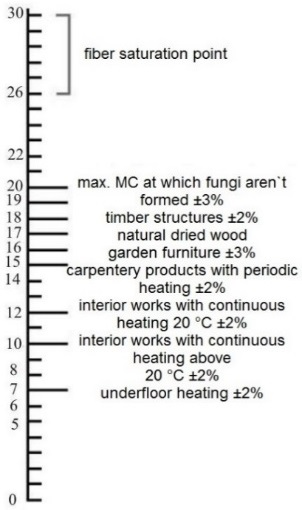 30
fiber saturation point
26
22
20
max. MC at which fungi aren`t
19
formed ±3%
18
timber structures ±2%
17
natural dried wood
16
garden furniture ±3%
15
carpentery products with periodic
14
heating ±2%
interior works with continuous
12
heating 20 °C ±2%
interior works with continuous
10
heating above
8
20 °C ±2%
7
underfloor heating ±2%
6
5
0